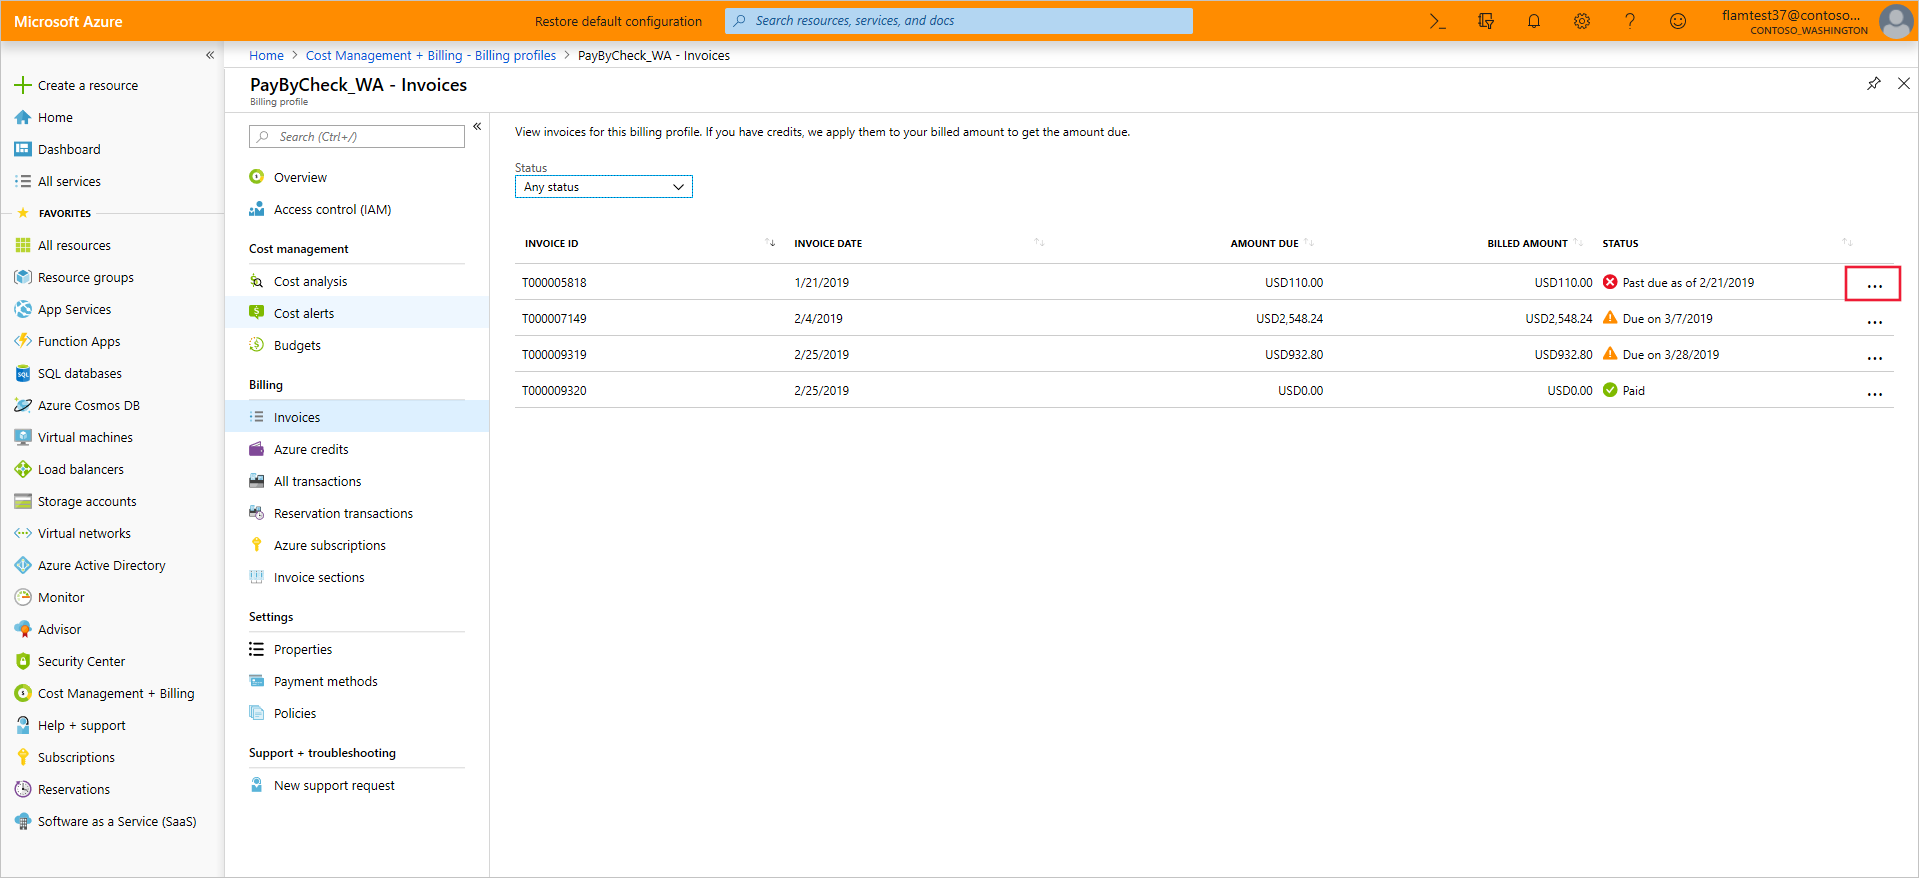 Microsoft Azure
Restore default configuration
Search resources, services, and docs
flamtest37@contoso...
CONTOSO_WASHINGTON
Create a resource
Home
Dashboard
All services
FAVORITES
All resources
Resource groups
App Services
Function Apps
SQL databases
Azure Cosmos DB
Virtual machines
Load balancers
Storage accounts
Virtual networks
Azure Active Directory
Monitor
Advisor
Security Center
Cost Management + Billing
Help + support
Subscriptions
Reservations
Software as a Service (SaaS)
Home > Cost Management + Billing - Billing profiles > PayByCheck_WA - Invoices
PayByCheck_WA - Invoices
Billing profile
Search (Ctrl+/)
Overview
Access control (IAM)
Cost management
Cost analysis
Cost alerts
Budgets
Billing
Invoices
Azure credits
All transactions
Reservation transactions
Azure subscriptions
Invoice sections
Settings
Properties
Payment methods
Policies
Support + troubleshooting
New support request
View invoices for this billing profile. If you have credits, we apply them to your billed amount to get the amount due.
Status
Any status
INVOICE ID INVOICE DATE AMOUNT DUE BILLED AMOUNT STATUS
T000005818 1/21/2019 USD110.00 USD110.00 Past due as of 2/21/2019 ...
T000007149 2/4/2019 USD2,548.24 USD2,548.24 Due on 3/7/2019 ...
T000009319 2/25/2019 USD932.80 USD932.80 Due on 3/28/2019 ...
T000009320 2/25/2019 USD0.00 USD0.00 Paid ...